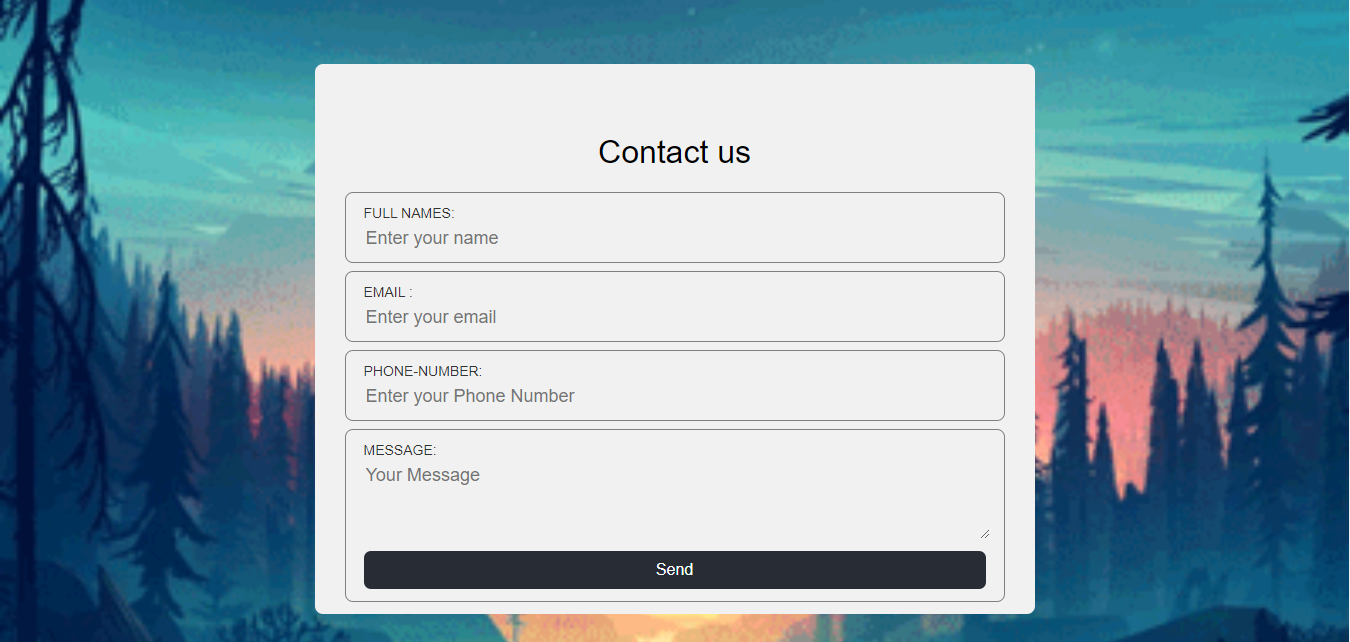 Contact us
FULL NAMES:
Enter your name
EMAIL :
Enter your email
PHONE-NUMBER:
Enter your Phone Number
MESSAGE:
Your Message
Send